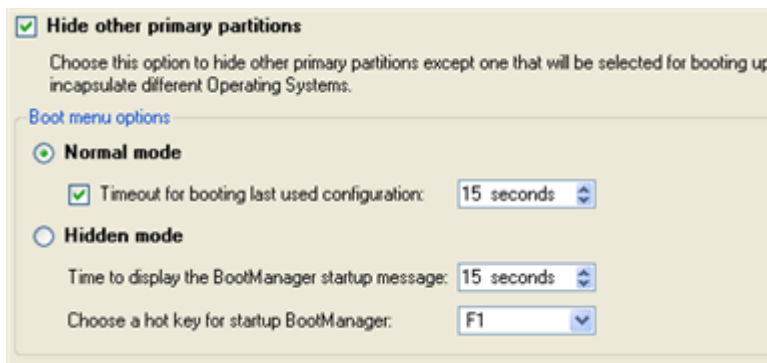 Hide other primary partitions
Choose this option to hide other primary partitions except one that will be selected for booting up
incapsulate different Operating Systems.
Boot menu options
Normal mode
Timeout for booting last used configuration: 15 seconds
Hidden mode
Time to display the BootManager startup message: 15 seconds
Choose a hot key for startup BootManager: F1